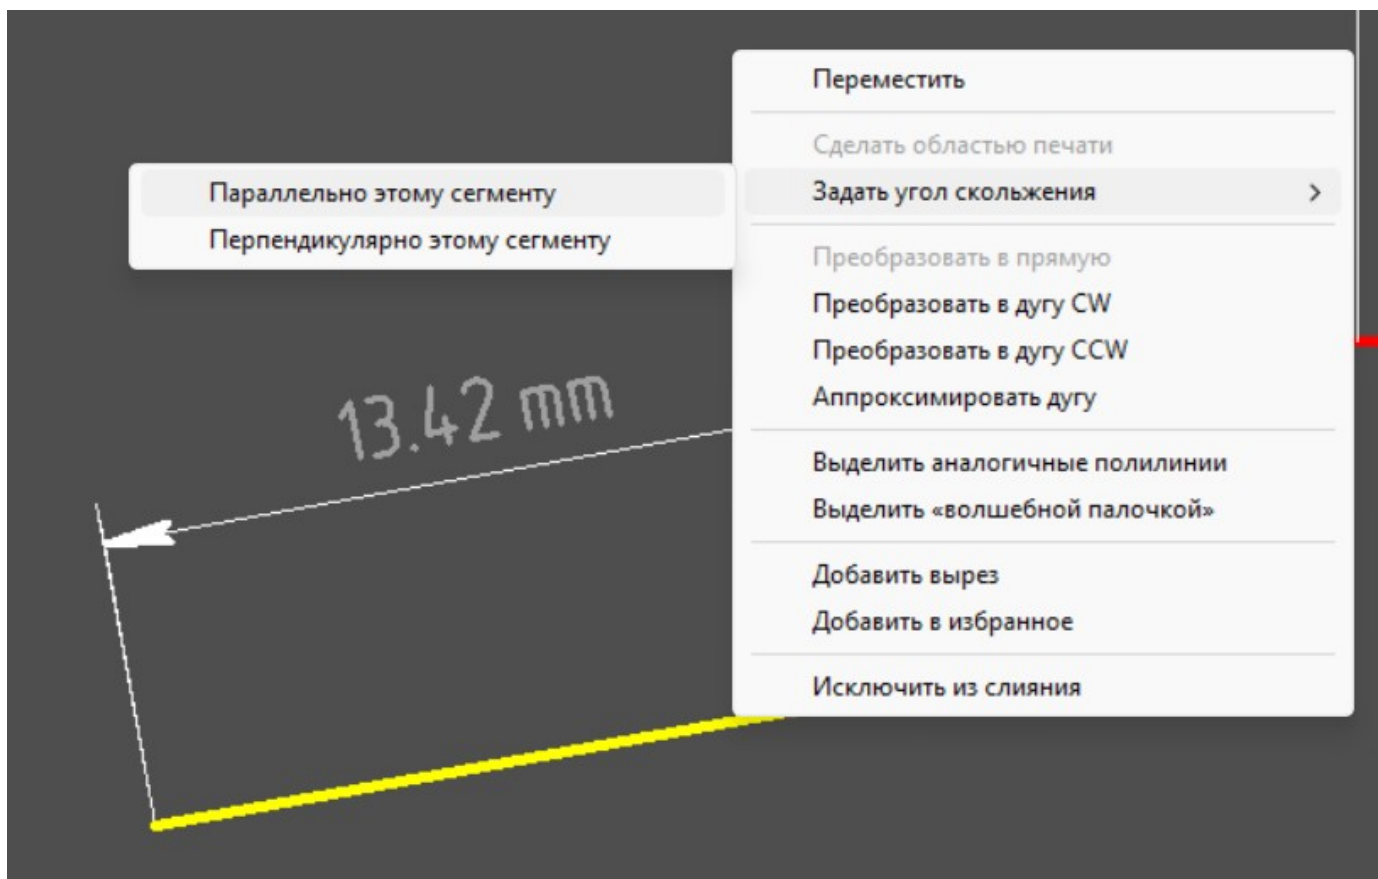 Переместить
Сделать областью печати
Задать угол скольжения
Параллельно этому сегменту
Перпендикулярно этому сегменту
Преобразовать в прямую
Преобразовать в дугу CW
Преобразовать в дугу CCW
Аппроксимировать дугу
13.42 mm
Выделить аналогичные полилинии
Выделить «волшебной палочкой»
Добавить вырез
Добавить в избранное
Исключить из слияния